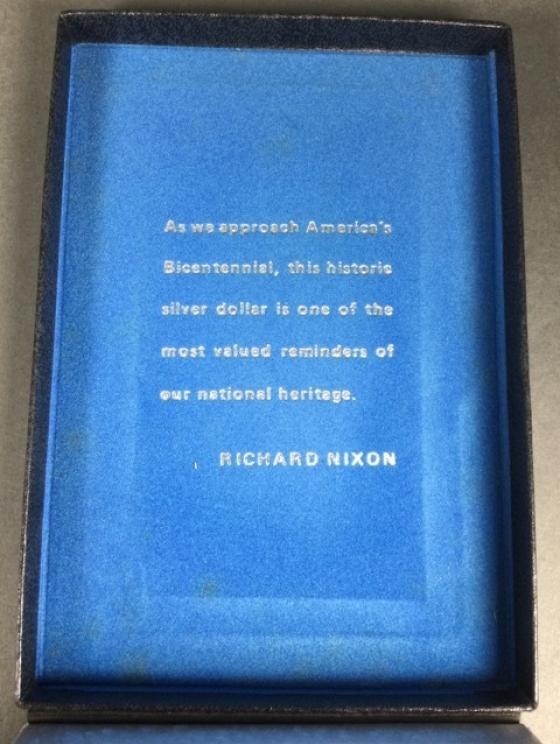 As we approach America's
Bicentennial, this historic
silver dollar is one of the
most valued reminders of
our national heritage.
RICHARD NIXON